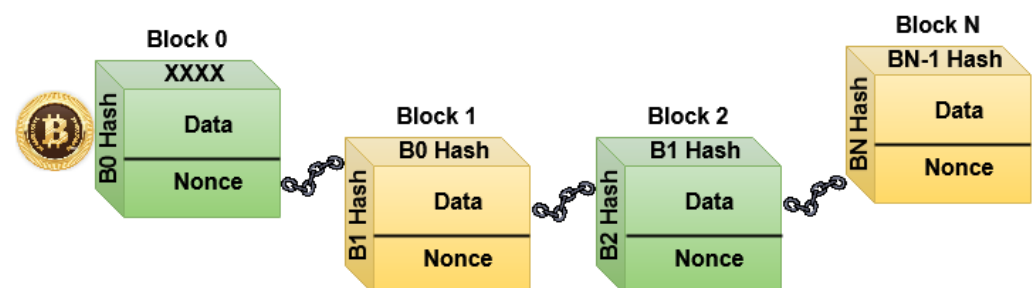 Block 0
XXXX
B0 Hash
Data
Nonce
Block 1
B0 Hash
B1 Hash
Data
Nonce
Block 2
B1 Hash
B2 Hash
Data
Nonce
Block N
BN-1 Hash
BN Hash
Data
Nonce